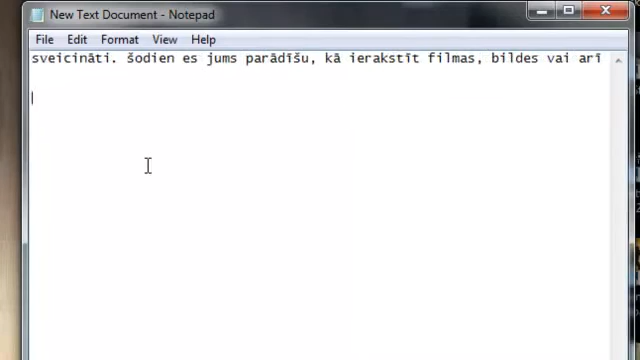 New Text Document - Notepad
File Edit Format View Help
sveicināti. šodien es jums parādīšu, kā ierakstīt filmas, bildes vai arī